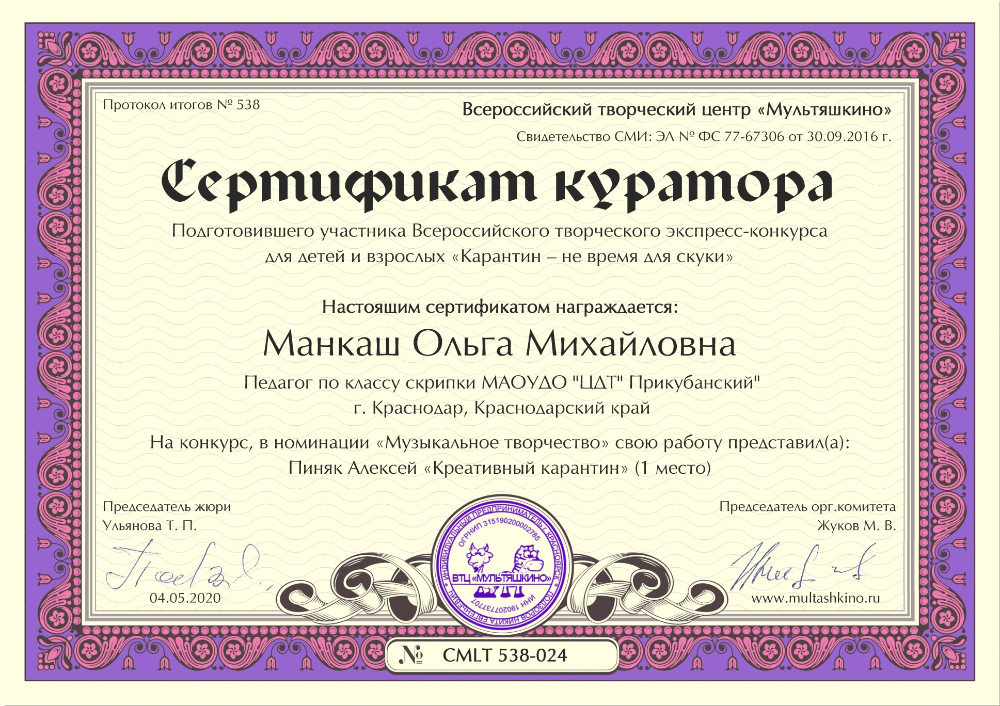 Протокол итогов № 538
Всероссийский творческий центр «Мультяшкино»
Свидетельство СМИ: ЭЛ № ФС 77-67306 от 30.09.2016 г.
Сертификат куратора
Подготовившего участника Всероссийского творческого экспресс-конкурса
для детей и взрослых «Карантин – не время для скуки»
Настоящим сертификатом награждается:
Манкаш Ольга Михайловна
Педагог по классу скрипки МАОУДО "ЦДТ" Прикубанский"
г. Краснодар, Краснодарский край
На конкурс, в номинации «Музыкальное творчество» свою работу представил(а):
Пиняк Алексей «Креативный карантин» (1 место)
Председатель жюри
Ульянова Т. П.
04.05.2020
Председатель орг.комитета
Жуков М. В.
www.multashkino.ru
* ИНДИВИДУАЛЬНЫЙ ПРЕДПРИНИМАТЕЛЬ г. КРАСНОЯРСК * ПОДЗОРОВ НИКИТА ЕВГЕНЬЕВИЧ
ОГРНИП 315190200002785
ВТЦ «МУЛЬТЯШКИНО»
ИНН 190207737707
№ CMLT 538-024